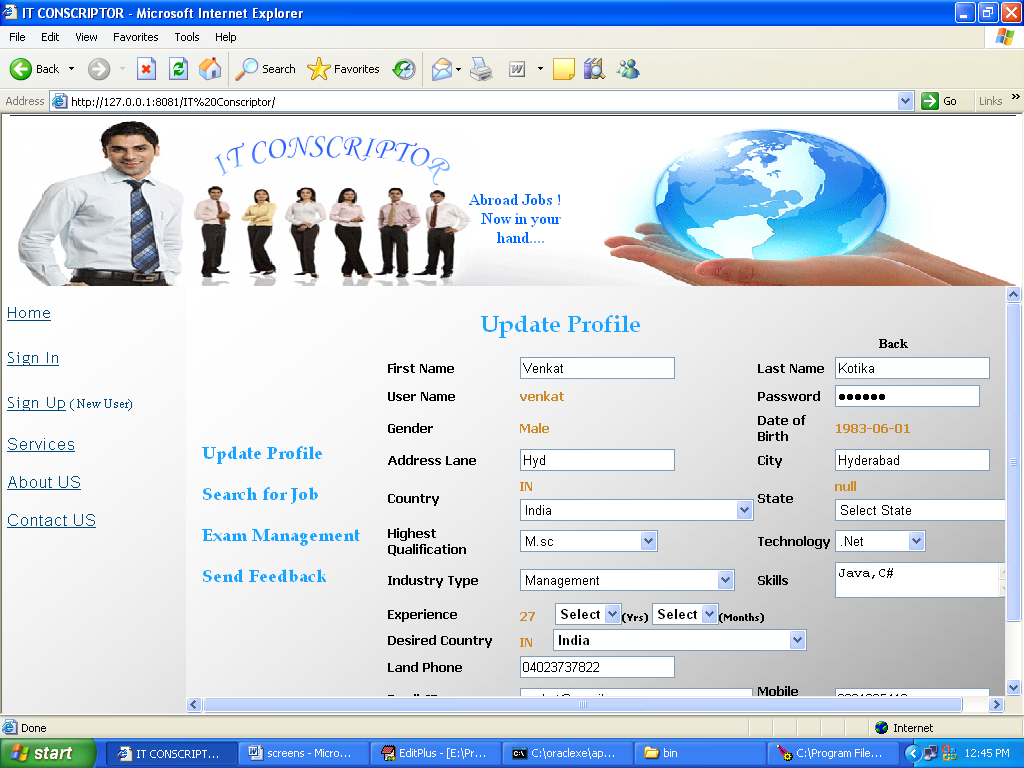 IT CONSCRIPTOR - Microsoft Internet Explorer
File Edit View Favorites Tools Help
Back Search Favorites
Address http://127.0.0.1:8081/IT%20Conscriptor/ Go Links »
IT CONSCRIPTOR
Abroad Jobs !
Now in your
hand....
Home
Sign In
Sign Up ( New User)
Services
About US
Contact US
Update Profile
Search for Job
Exam Management
Send Feedback
Update Profile
Back
First Name Venkat Last Name Kotika
User Name venkat Password ●●●●●●
Gender Male Date of Birth 1983-06-01
Address Lane Hyd City Hyderabad
Country IN India State null Select State
Highest Qualification M.sc Technology .Net
Industry Type Management Skills Java,C#
Experience 27 Select (Yrs) Select (Months)
Desired Country IN India
Land Phone 04023737822
Mobile
Done Internet
start IT CONSCRIPT... screens - Micro... EditPlus - [E:\Pr... C:\oraclexe\ap... bin C:\Program File... 12:45 PM